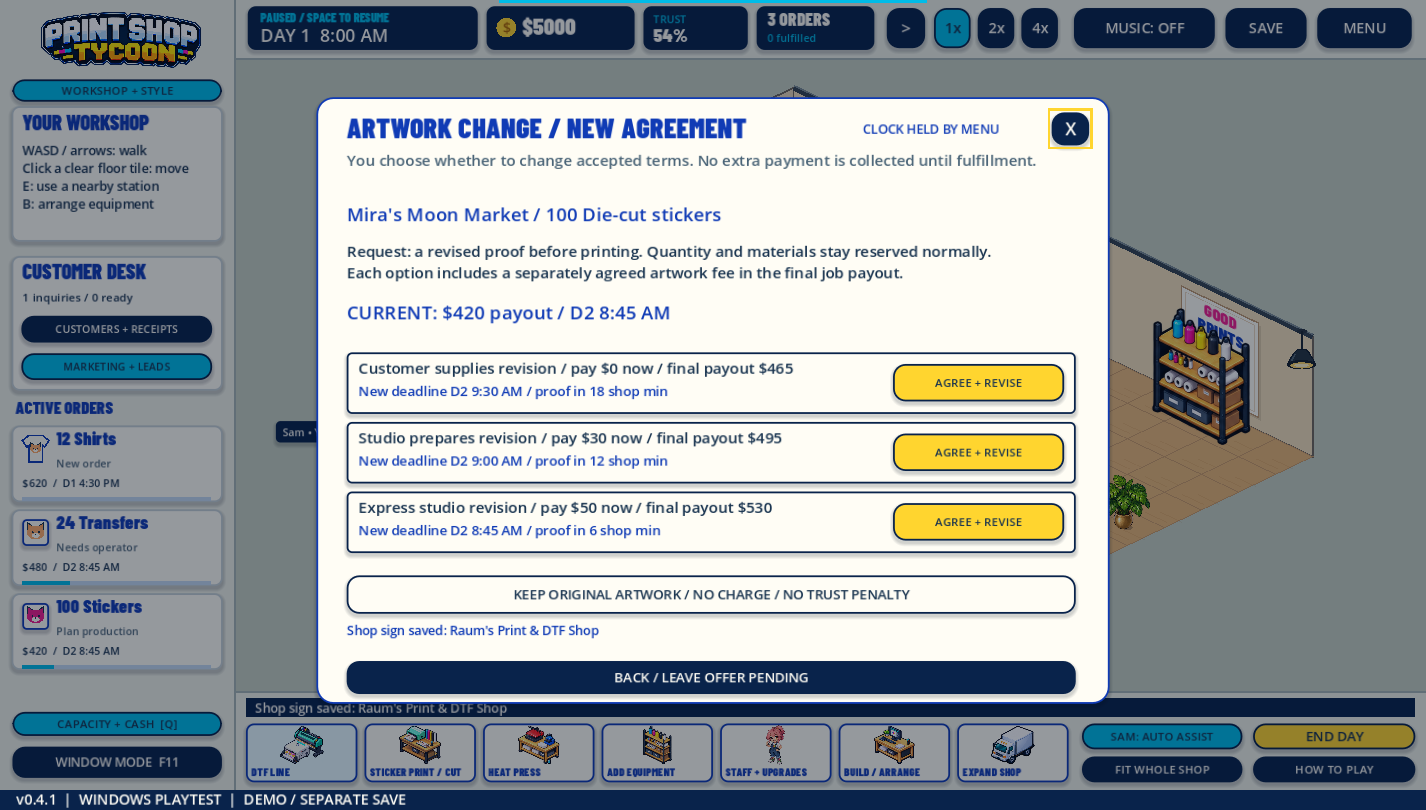 PRINT SHOP
TYCOON
WORKSHOP + STYLE
YOUR WORKSHOP
WASD / arrows: walk
Click a clear floor tile: move
E: use a nearby station
B: arrange equipment
CUSTOMER DESK
1 inquiries / 0 ready
CUSTOMERS + RECEIPTS
MARKETING + LEADS
ACTIVE ORDERS
12 Shirts
New order
$620 / D1 4:30 PM
24 Transfers
Needs operator
$480 / D2 8:45 AM
100 Stickers
Plan production
$420 / D2 8:45 AM
CAPACITY + CASH [Q]
WINDOW MODE F11
PAUSED / SPACE TO RESUME
DAY 1 8:00 AM
$ $5000
TRUST
54%
3 ORDERS
0 fulfilled
> 1x 2x 4x
MUSIC: OFF
SAVE
MENU
ARTWORK CHANGE / NEW AGREEMENT
CLOCK HELD BY MENU
X
You choose whether to change accepted terms. No extra payment is collected until fulfillment.
Mira's Moon Market / 100 Die-cut stickers
Request: a revised proof before printing. Quantity and materials stay reserved normally.
Each option includes a separately agreed artwork fee in the final job payout.
CURRENT: $420 payout / D2 8:45 AM
Customer supplies revision / pay $0 now / final payout $465
New deadline D2 9:30 AM / proof in 18 shop min
AGREE + REVISE
Studio prepares revision / pay $30 now / final payout $495
New deadline D2 9:00 AM / proof in 12 shop min
AGREE + REVISE
Express studio revision / pay $50 now / final payout $530
New deadline D2 8:45 AM / proof in 6 shop min
AGREE + REVISE
KEEP ORIGINAL ARTWORK / NO CHARGE / NO TRUST PENALTY
Shop sign saved: Raum's Print & DTF Shop
BACK / LEAVE OFFER PENDING
Sam •
GOOD
PRINTS
Shop sign saved: Raum's Print & DTF Shop
DTF LINE
STICKER PRINT / CUT
HEAT PRESS
ADD EQUIPMENT
STAFF + UPGRADES
BUILD / ARRANGE
EXPAND SHOP
SAM: AUTO ASSIST
END DAY
FIT WHOLE SHOP
HOW TO PLAY
v0.4.1 | WINDOWS PLAYTEST | DEMO / SEPARATE SAVE